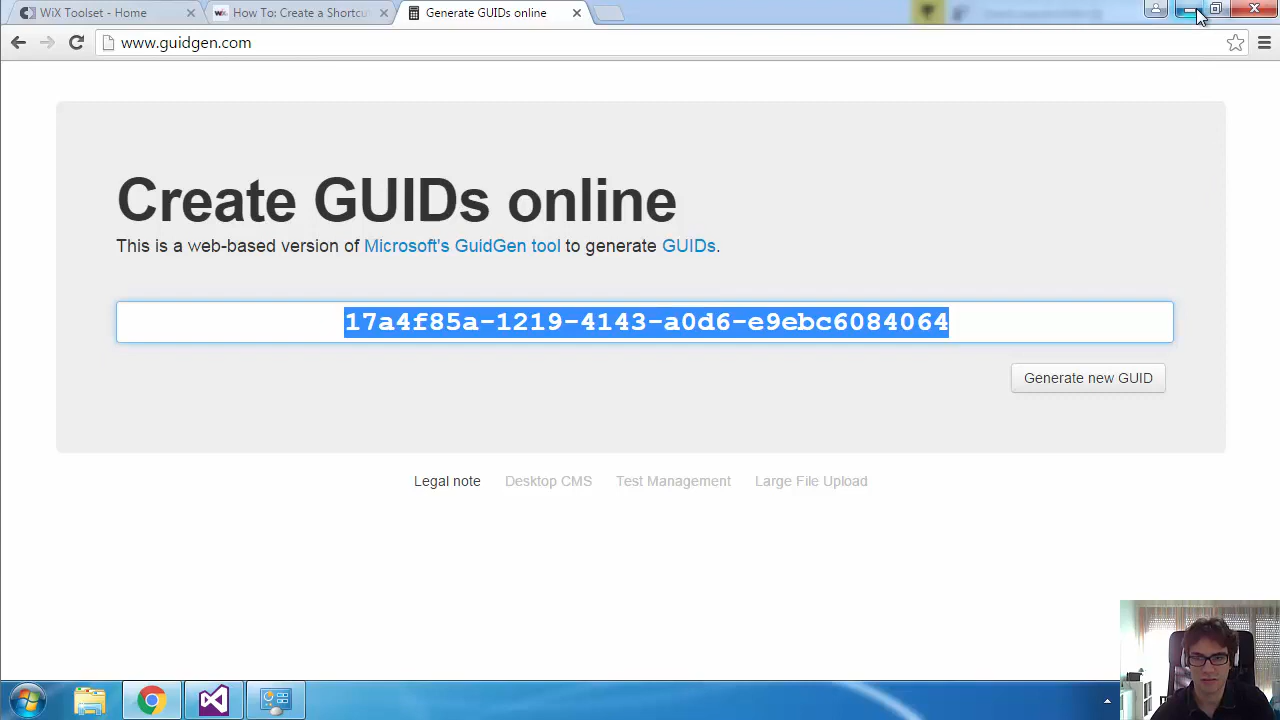 WiX Toolset - Home
How To: Create a Shortcu
Generate GUIDs online
www.guidgen.com
Create GUIDs online
This is a web-based version of Microsoft's GuidGen tool to generate GUIDs.
17a4f85a-1219-4143-a0d6-e9ebc6084064
Generate new GUID
Legal note Desktop CMS Test Management Large File Upload